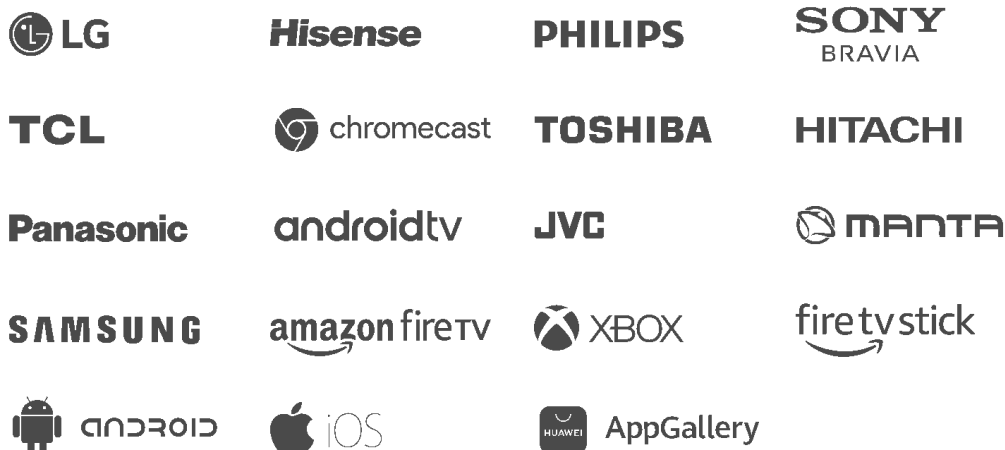 LG
Hisense
PHILIPS
SONY
BRAVIA
TCL
chromecast
TOSHIBA
HITACHI
Panasonic
androidtv
JVC
MANTA
SAMSUNG
amazon fireTV
XBOX
fire tv stick
ANDROID
iOS
HUAWEI
AppGallery